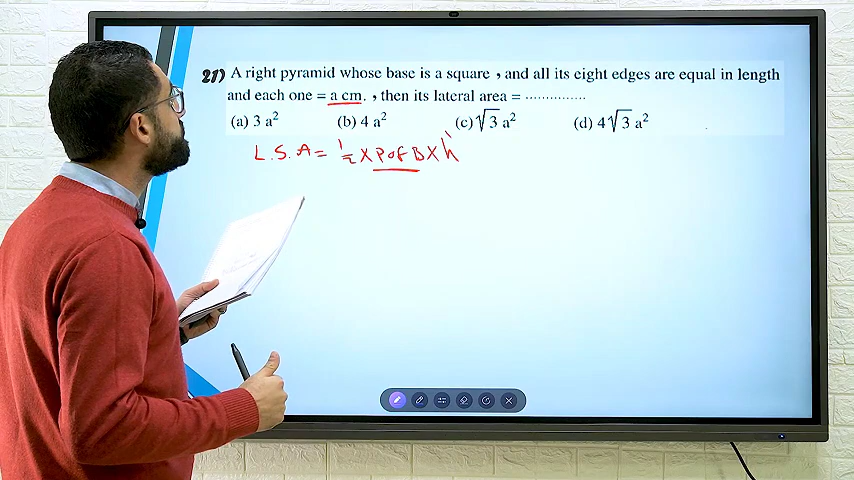 21) A right pyramid whose base is a square , and all its eight edges are equal in length
and each one = a cm. , then its lateral area = ...............
(a) 3 a² (b) 4 a² (c) √3 a² (d) 4 √3 a²
L.S.A = 1/2 × P of B × h'